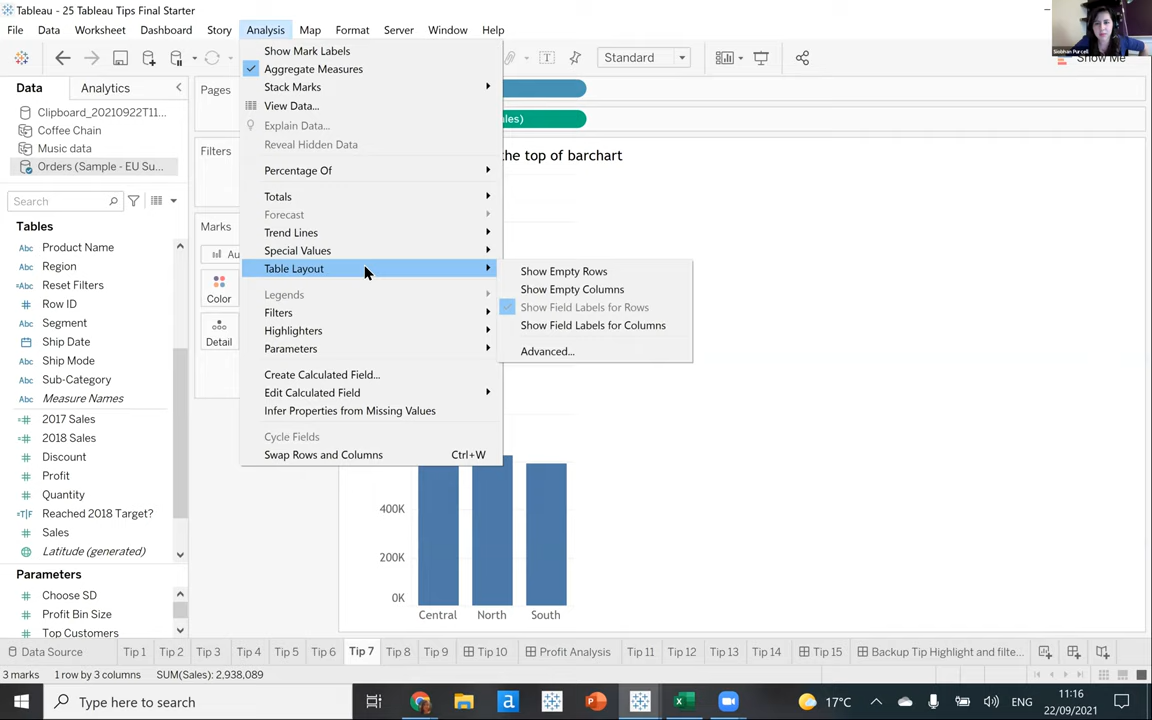 Tableau - 25 Tableau Tips Final Starter
Siobhan Purcell
File Data Worksheet Dashboard Story Analysis Map Format Server Window Help
Standard
Show Me
Data
Analytics
Clipboard_20210922T11...
Coffee Chain
Music data
Orders (Sample - EU Su...
Search
Tables
Abc Product Name
Abc Region
=Abc Reset Filters
Row ID
Abc Segment
Ship Date
Abc Ship Mode
Abc Sub-Category
Abc Measure Names
2017 Sales
2018 Sales
Discount
Profit
Quantity
=T|F Reached 2018 Target?
Sales
Latitude (generated)
Parameters
Choose SD
Profit Bin Size
Top Customers
Pages
Filters
Marks
Au
Color
Detail
Show Mark Labels
Aggregate Measures
Stack Marks
View Data...
Explain Data...
Reveal Hidden Data
Percentage Of
Totals
Forecast
Trend Lines
Special Values
Table Layout
Legends
Filters
Highlighters
Parameters
Create Calculated Field...
Edit Calculated Field
Infer Properties from Missing Values
Cycle Fields
Swap Rows and Columns Ctrl+W
Show Empty Rows
Show Empty Columns
Show Field Labels for Rows
Show Field Labels for Columns
Advanced...
les)
the top of barchart
400K
200K
0K
Central North South
Data Source Tip 1 Tip 2 Tip 3 Tip 4 Tip 5 Tip 6 Tip 7 Tip 8 Tip 9 Tip 10 Profit Analysis Tip 11 Tip 12 Tip 13 Tip 14 Tip 15 Backup Tip Highlight and filte...
3 marks 1 row by 3 columns SUM(Sales): 2,938,089
Type here to search
17°C
ENG
11:16
22/09/2021